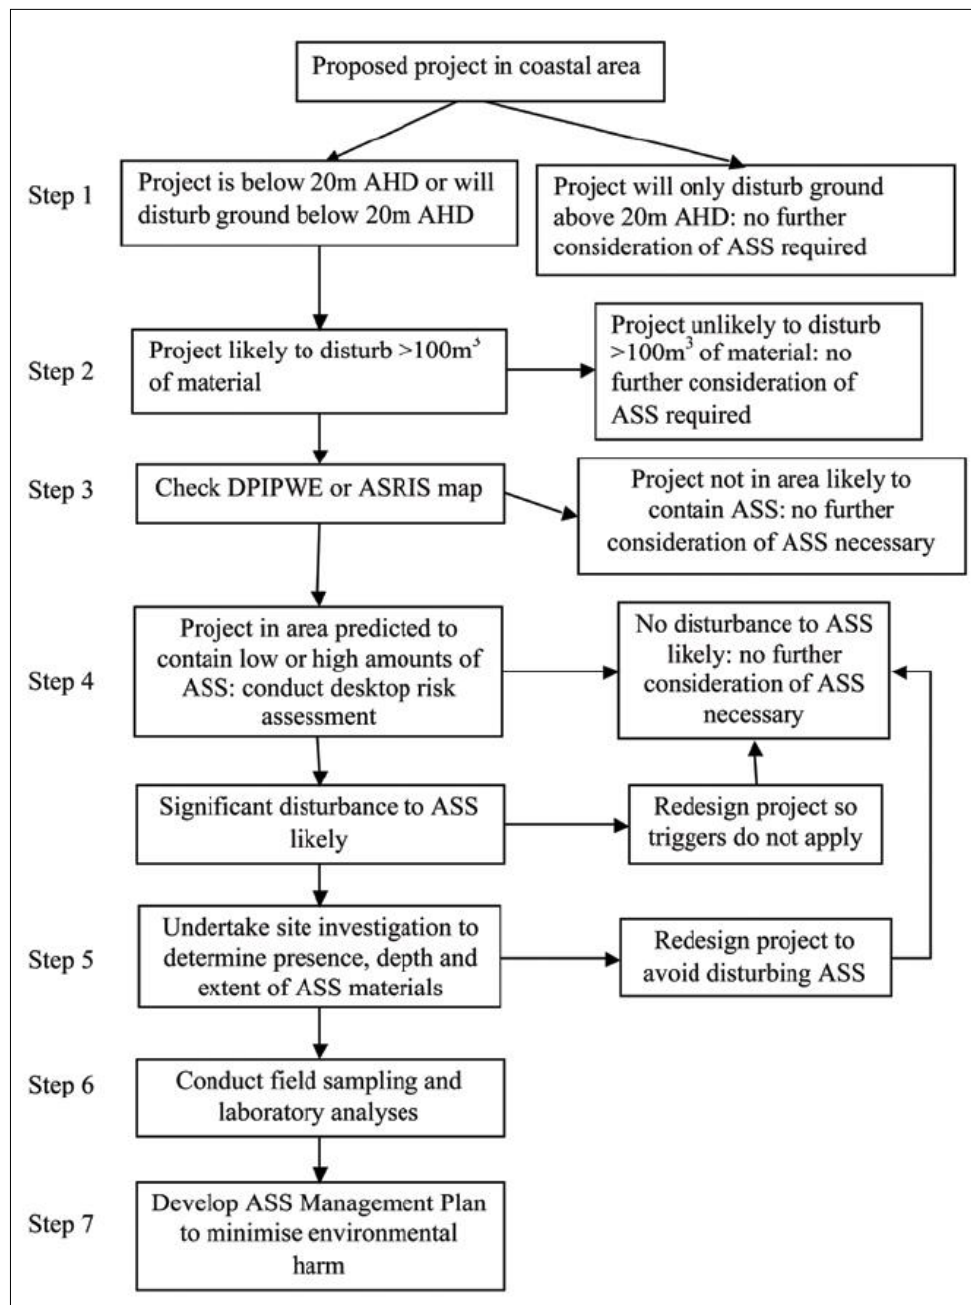 Proposed project in coastal area
Step 1
Project is below 20m AHD or will
disturb ground below 20m AHD
Project will only disturb ground
above 20m AHD: no further
consideration of ASS required
Step 2
Project likely to disturb >100m³
of material
Project unlikely to disturb
>100m³ of material: no
further consideration of
ASS required
Step 3
Check DPIPWE or ASRIS map
Project not in area likely to
contain ASS: no further
consideration of ASS necessary
Step 4
Project in area predicted to
contain low or high amounts of
ASS: conduct desktop risk
assessment
No disturbance to ASS
likely: no further
consideration of ASS
necessary
Significant disturbance to ASS
likely
Redesign project so
triggers do not apply
Step 5
Undertake site investigation to
determine presence, depth and
extent of ASS materials
Redesign project to
avoid disturbing ASS
Step 6
Conduct field sampling and
laboratory analyses
Step 7
Develop ASS Management Plan
to minimise environmental
harm